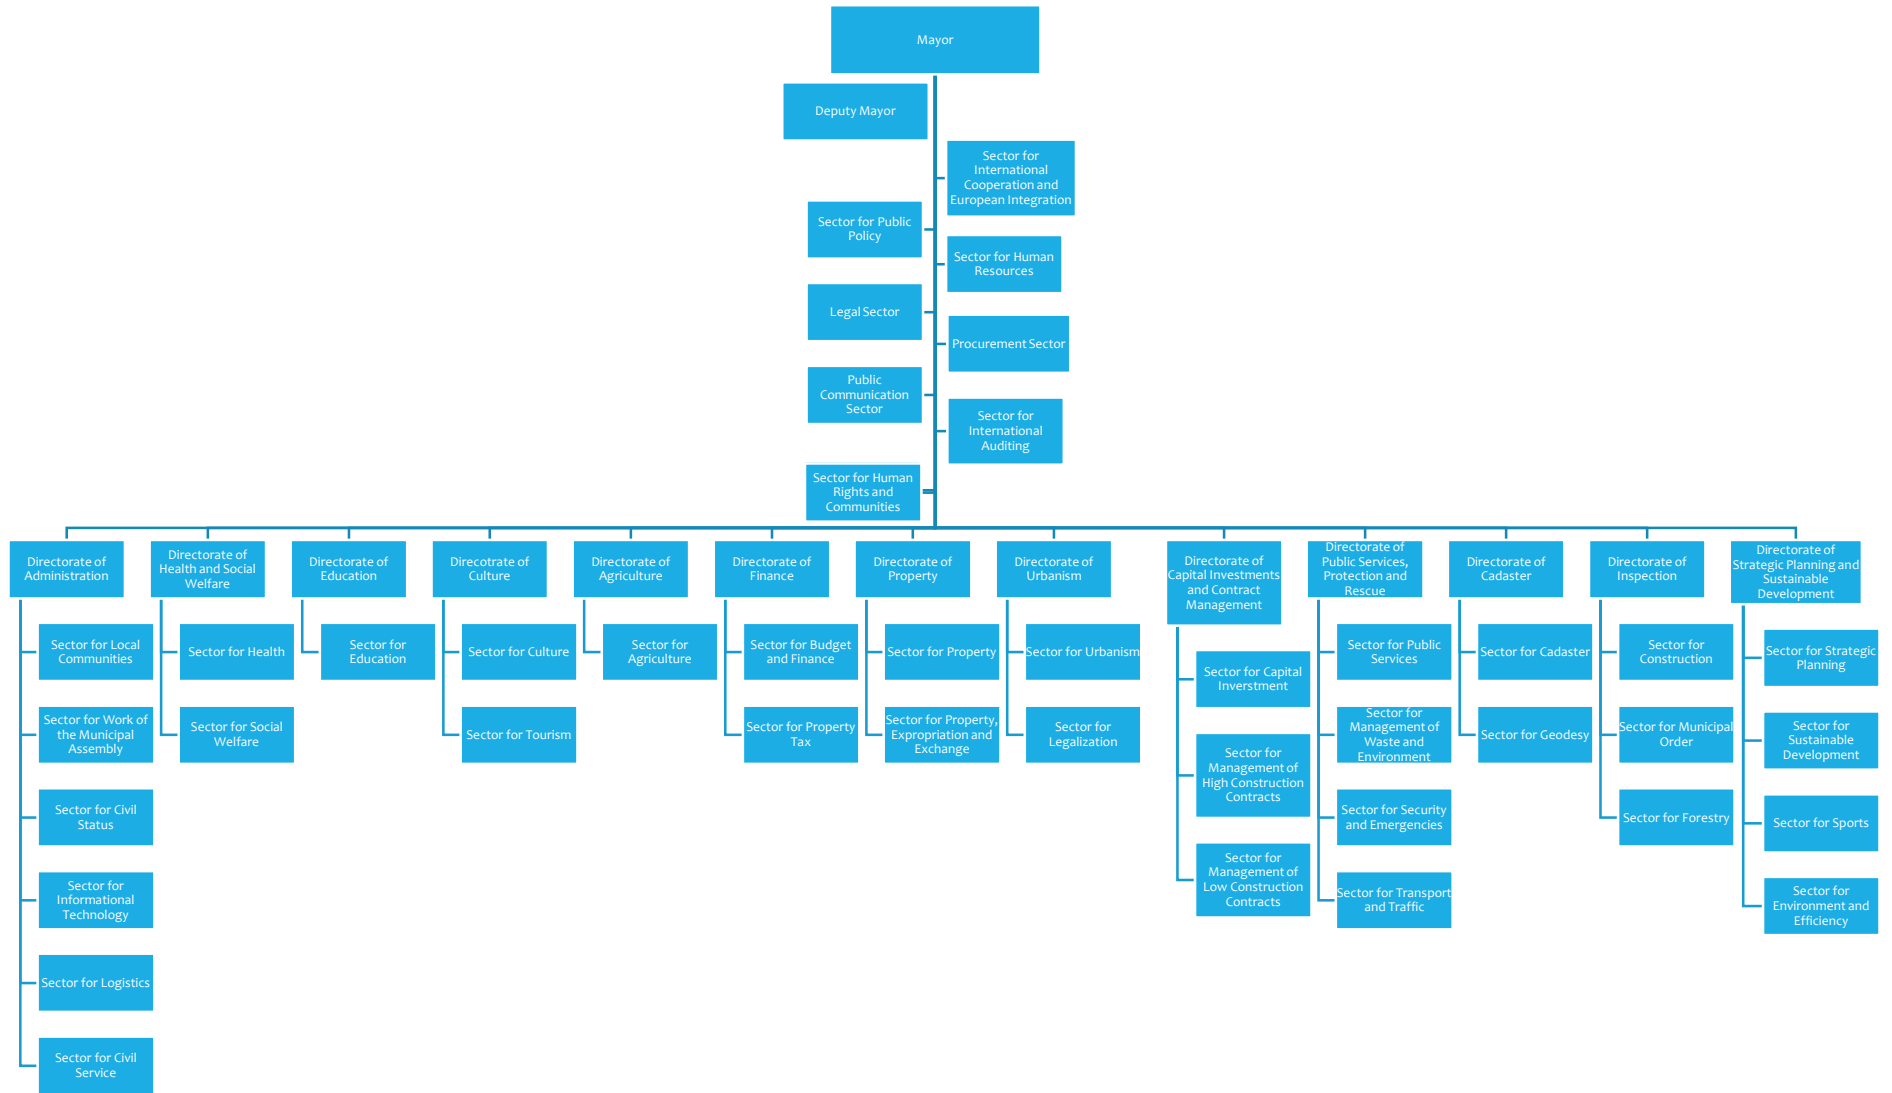 Mayor
Deputy Mayor
Sector for
International
Cooperation and
European Integration
Sector for Public
Policy
Sector for Human
Resources
Legal Sector
Procurement Sector
Public
Communication
Sector
Sector for
International
Auditing
Sector for Human
Rights and
Communities
Directorate of
Administration
Sector for Local
Communities
Sector for Work of
the Municipal
Assembly
Sector for Civil
Status
Sector for
Informational
Technology
Sector for Logistics
Sector for Civil
Service
Directorate of
Health and Social
Welfare
Sector for Health
Sector for Social
Welfare
Directorate of
Education
Sector for
Education
Direcotrate of
Culture
Sector for Culture
Sector for Tourism
Directorate of
Agriculture
Sector for
Agriculture
Directorate of
Finance
Sector for Budget
and Finance
Sector for Property
Tax
Directorate of
Property
Sector for Property
Sector for Property,
Expropriation and
Exchange
Directorate of
Urbanism
Sector for Urbanism
Sector for
Legalization
Directorate of
Capital Investments
and Contract
Management
Sector for Capital
Inverstment
Sector for
Management of
High Construction
Contracts
Sector for
Management of
Low Construction
Contracts
Directorate of
Public Services,
Protection and
Rescue
Sector for Public
Services
Sector for
Management of
Waste and
Environment
Sector for Security
and Emergencies
Sector for Transport
and Traffic
Directorate of
Cadaster
Sector for Cadaster
Sector for Geodesy
Directorate of
Inspection
Sector for
Construction
Sector for Municipal
Order
Sector for Forestry
Directorate of
Strategic Planning and
Sustainable
Development
Sector for Strategic
Planning
Sector for
Sustainable
Development
Sector for Sports
Sector for
Environment and
Efficiency